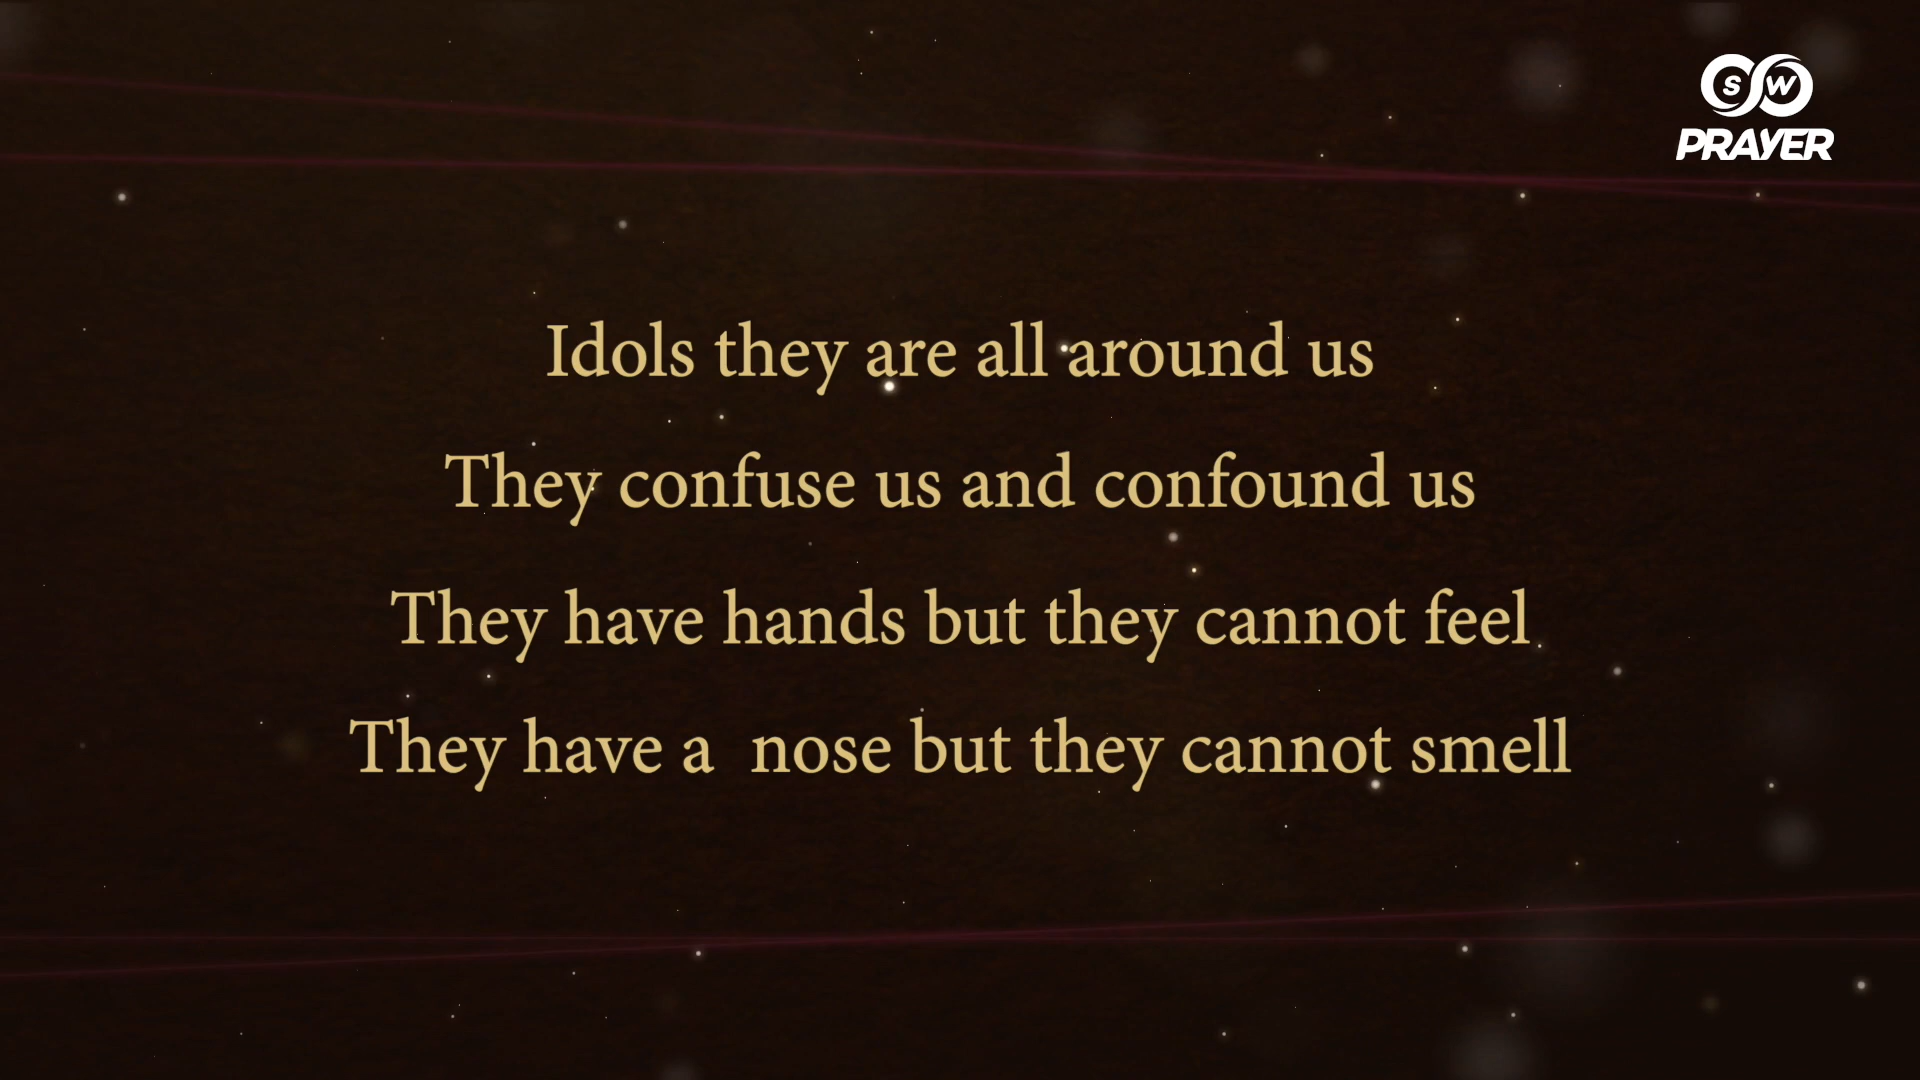 SW
PRAYER
Idols they are all around us
They confuse us and confound us
They have hands but they cannot feel
They have a  nose but they cannot smell